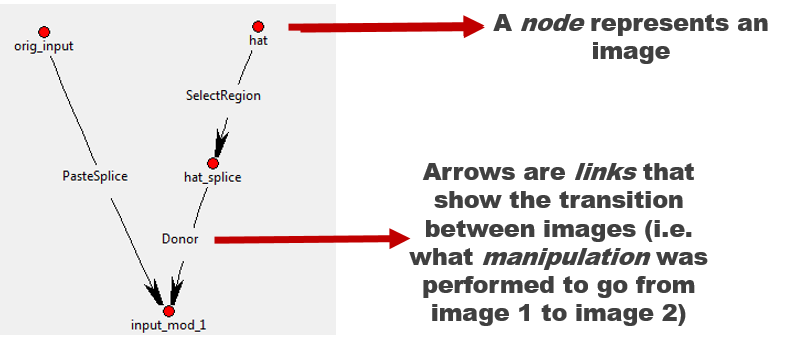 orig_input
hat
SelectRegion
PasteSplice
hat_splice
Donor
input_mod_1
A node represents an
image
Arrows are links that
show the transition
between images (i.e.
what manipulation was
performed to go from
image 1 to image 2)